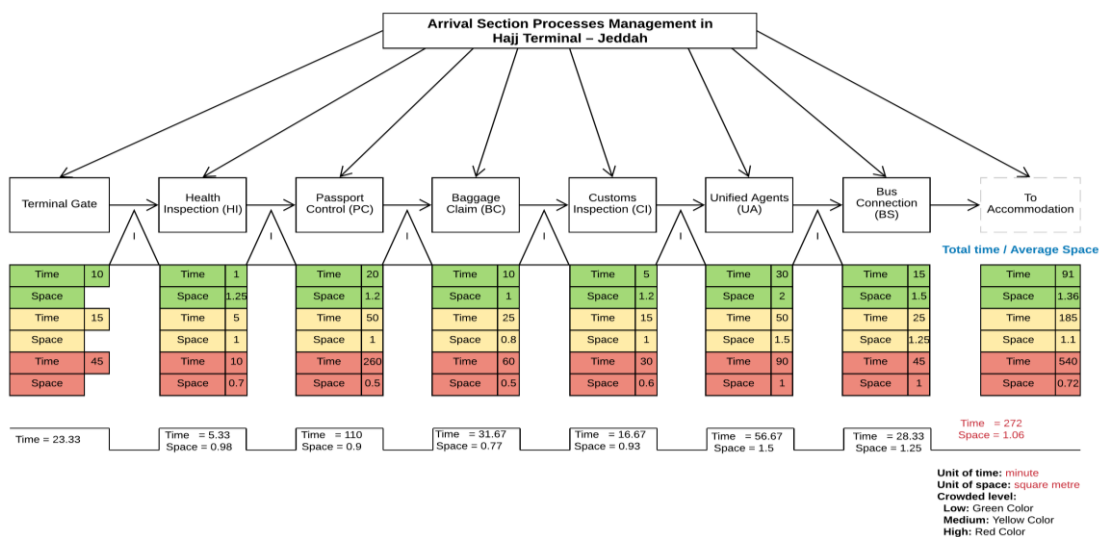 Arrival Section Processes Management in
Hajj Terminal – Jeddah
Terminal Gate
Health
Inspection (HI)
Passport
Control (PC)
Baggage
Claim (BC)
Customs
Inspection (CI)
Unified Agents
(UA)
Bus
Connection
(BS)
To
Accommodation
I I I I I I
Total time / Average Space
Time 10 Time 1 Time 20 Time 10 Time 5 Time 30 Time 15 Time 91
Space Space 1.25 Space 1.2 Space 1 Space 1.2 Space 2 Space 1.5 Space 1.36
Time 15 Time 5 Time 50 Time 25 Time 15 Time 50 Time 25 Time 185
Space Space 1 Space 1 Space 0.8 Space 1 Space 1.5 Space 1.25 Space 1.1
Time 45 Time 10 Time 260 Time 60 Time 30 Time 90 Time 45 Time 540
Space Space 0.7 Space 0.5 Space 0.5 Space 0.6 Space 1 Space 1 Space 0.72
Time = 23.33
Time = 5.33
Space = 0.98
Time = 110
Space = 0.9
Time = 31.67
Space = 0.77
Time = 16.67
Space = 0.93
Time = 56.67
Space = 1.5
Time = 28.33
Space = 1.25
Time = 272
Space = 1.06
Unit of time: minute
Unit of space: square metre
Crowded level:
Low: Green Color
Medium: Yellow Color
High: Red Color